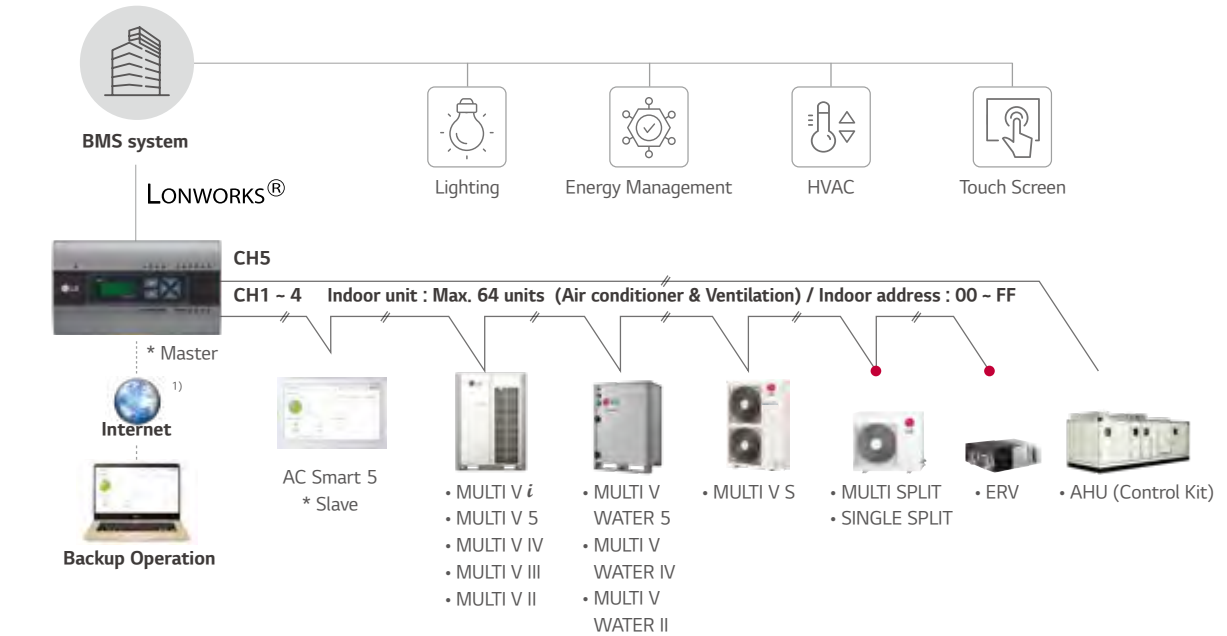 BMS system
LONWORKS®
Lighting
Energy Management
HVAC
Touch Screen
CH5
CH1 ~ 4 Indoor unit : Max. 64 units (Air conditioner & Ventilation) / Indoor address : 00 ~ FF
* Master
1)
Internet
Backup Operation
AC Smart 5
* Slave
• MULTI V i
• MULTI V 5
• MULTI V IV
• MULTI V III
• MULTI V II
• MULTI V
WATER 5
• MULTI V
WATER IV
• MULTI V
WATER II
• MULTI V S
• MULTI SPLIT
• SINGLE SPLIT
• ERV
• AHU (Control Kit)